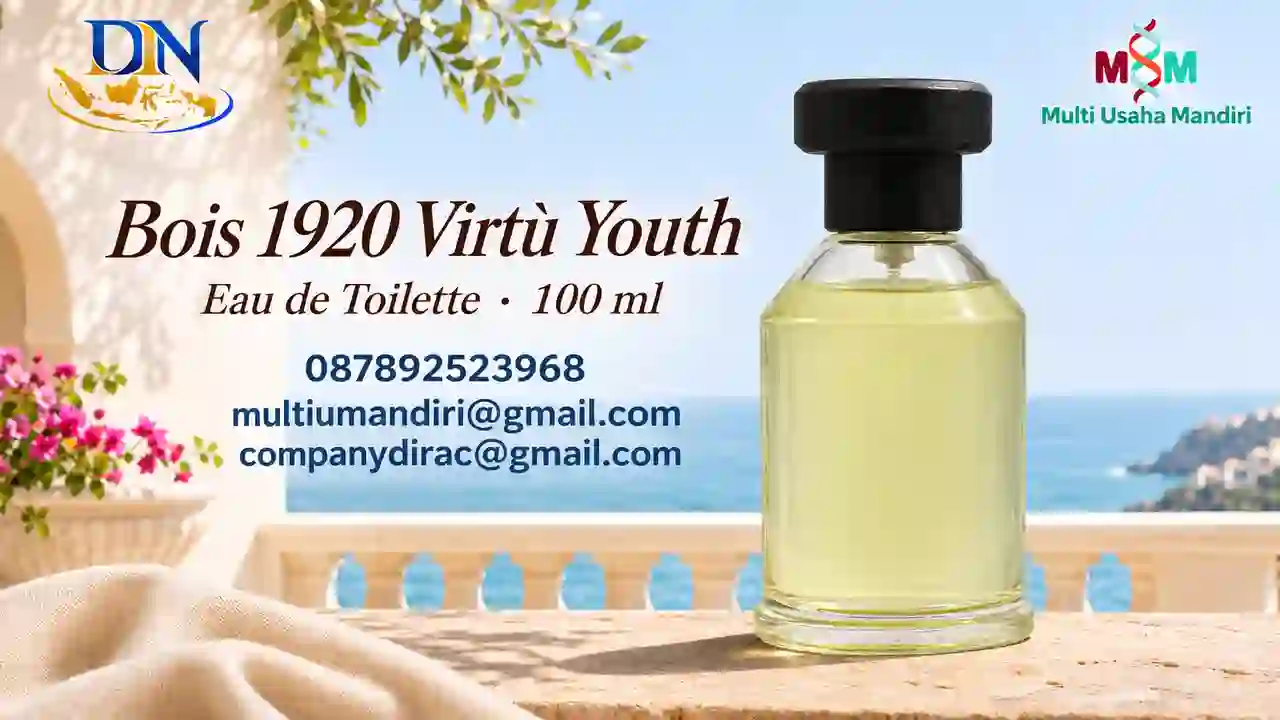 DN
MSM
Multi Usaha Mandiri
Bois 1920 Virtù Youth
Eau de Toilette · 100 ml
087892523968
multiumandiri@gmail.com
companydirac@gmail.com